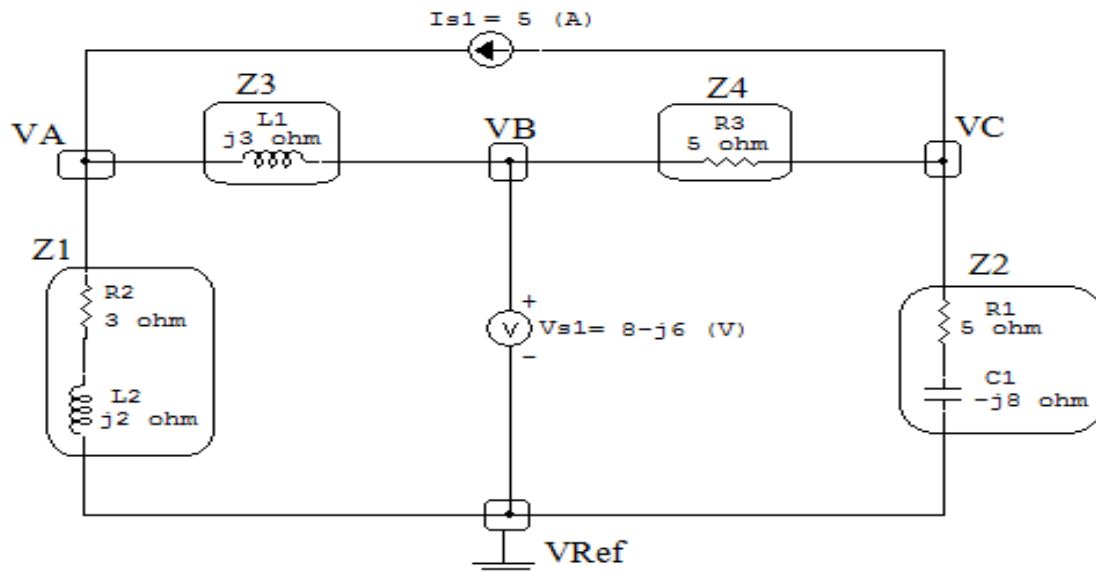 Is1 = 5 (A)
Z3
Z4
L1
j3 ohm
R3
5 ohm
VA
VB
VC
Z1
Z2
R2
3 ohm
L2
j2 ohm
+
V
Vs1= 8-j6 (V)
-
R1
5 ohm
C1
-j8 ohm
VRef